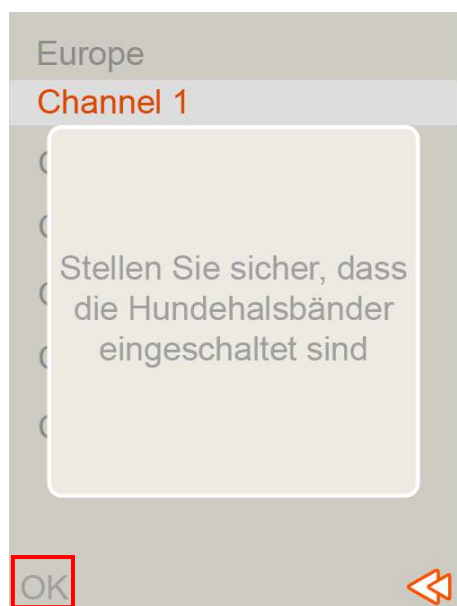 Europe
Channel 1
Stellen Sie sicher, dass
die Hundehalsbänder
eingeschaltet sind
OK